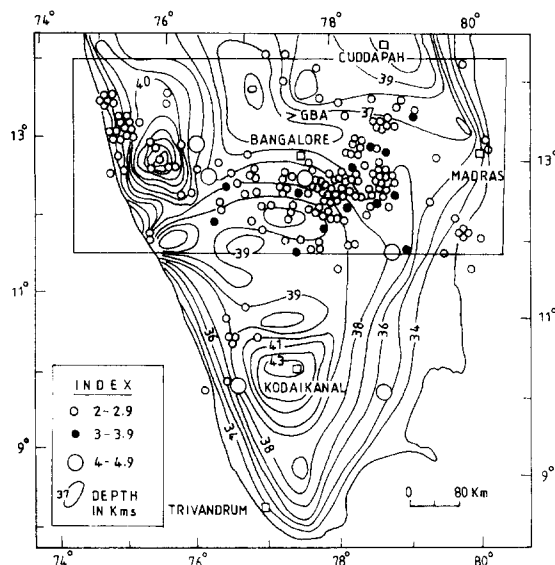 74° 76° 78° 80°
CUDDAPAH
39
40
37
GBA
13° 13°
BANGALORE
MADRAS
39
11° 11°
39
36 38 36 34
41
43
KODAIKANAL
INDEX
2-2.9
3-3.9
4-4.9
37 DEPTH
IN Kms
34 38
9° 9°
0 80 Km
TRIVANDRUM
74° 76° 78° 80°